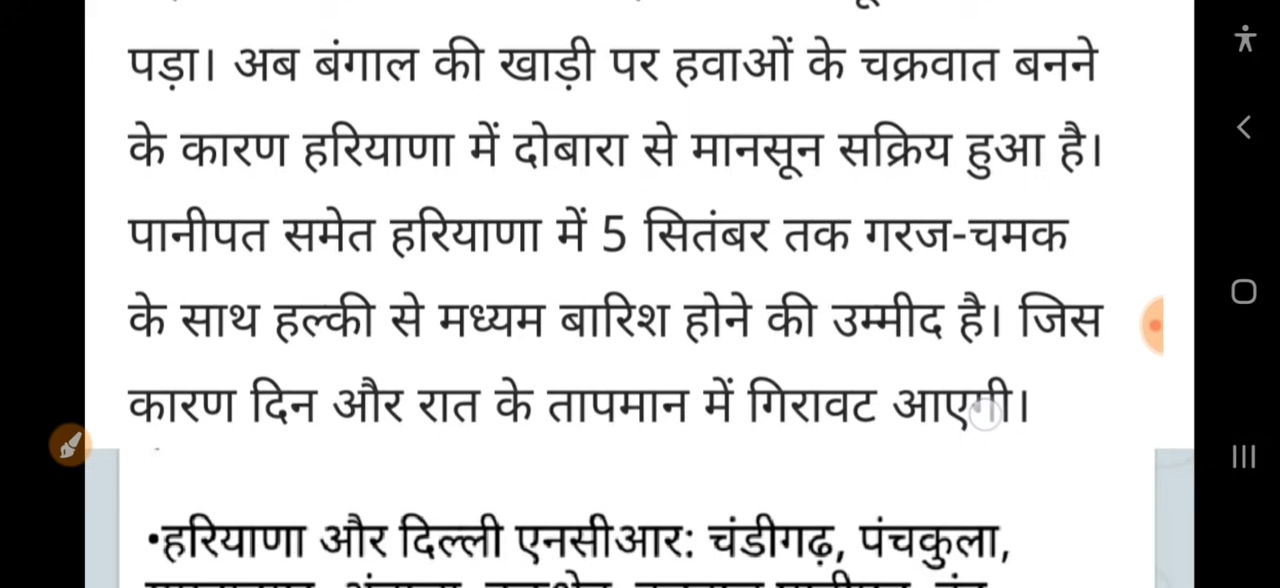 पड़ा। अब बंगाल की खाड़ी पर हवाओं के चक्रवात बनने
के कारण हरियाणा में दोबारा से मानसून सक्रिय हुआ है।
पानीपत समेत हरियाणा में 5 सितंबर तक गरज-चमक
के साथ हल्की से मध्यम बारिश होने की उम्मीद है। जिस
कारण दिन और रात के तापमान में गिरावट आएगी।
•हरियाणा और दिल्ली एनसीआर: चंडीगढ़, पंचकुला,